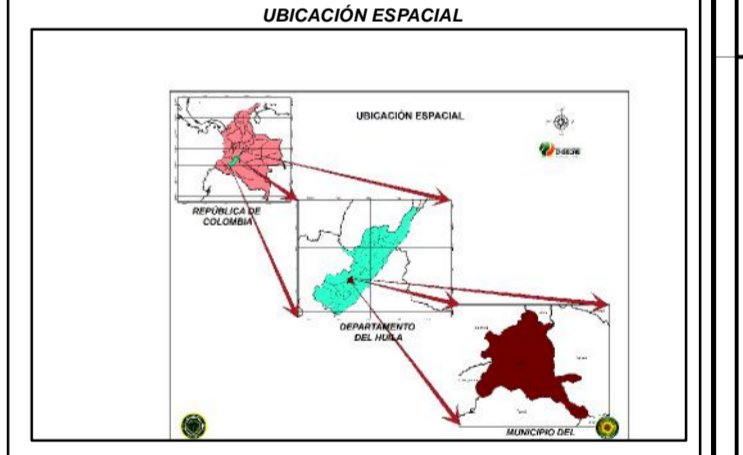 UBICACIÓN ESPACIAL
UBICACIÓN ESPACIAL
REPÚBLICA DE
COLOMBIA
DEPARTAMENTO
DEL HUILA
MUNICIPIO DEL